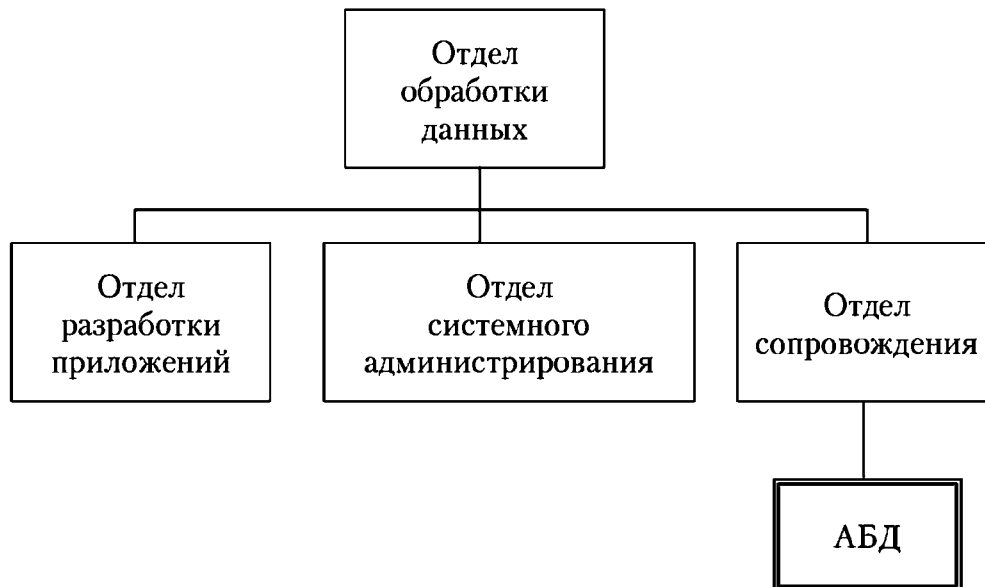 Отдел
обработки
данных
Отдел
разработки
приложений
Отдел
системного
администрирования
Отдел
сопровождения
АБД